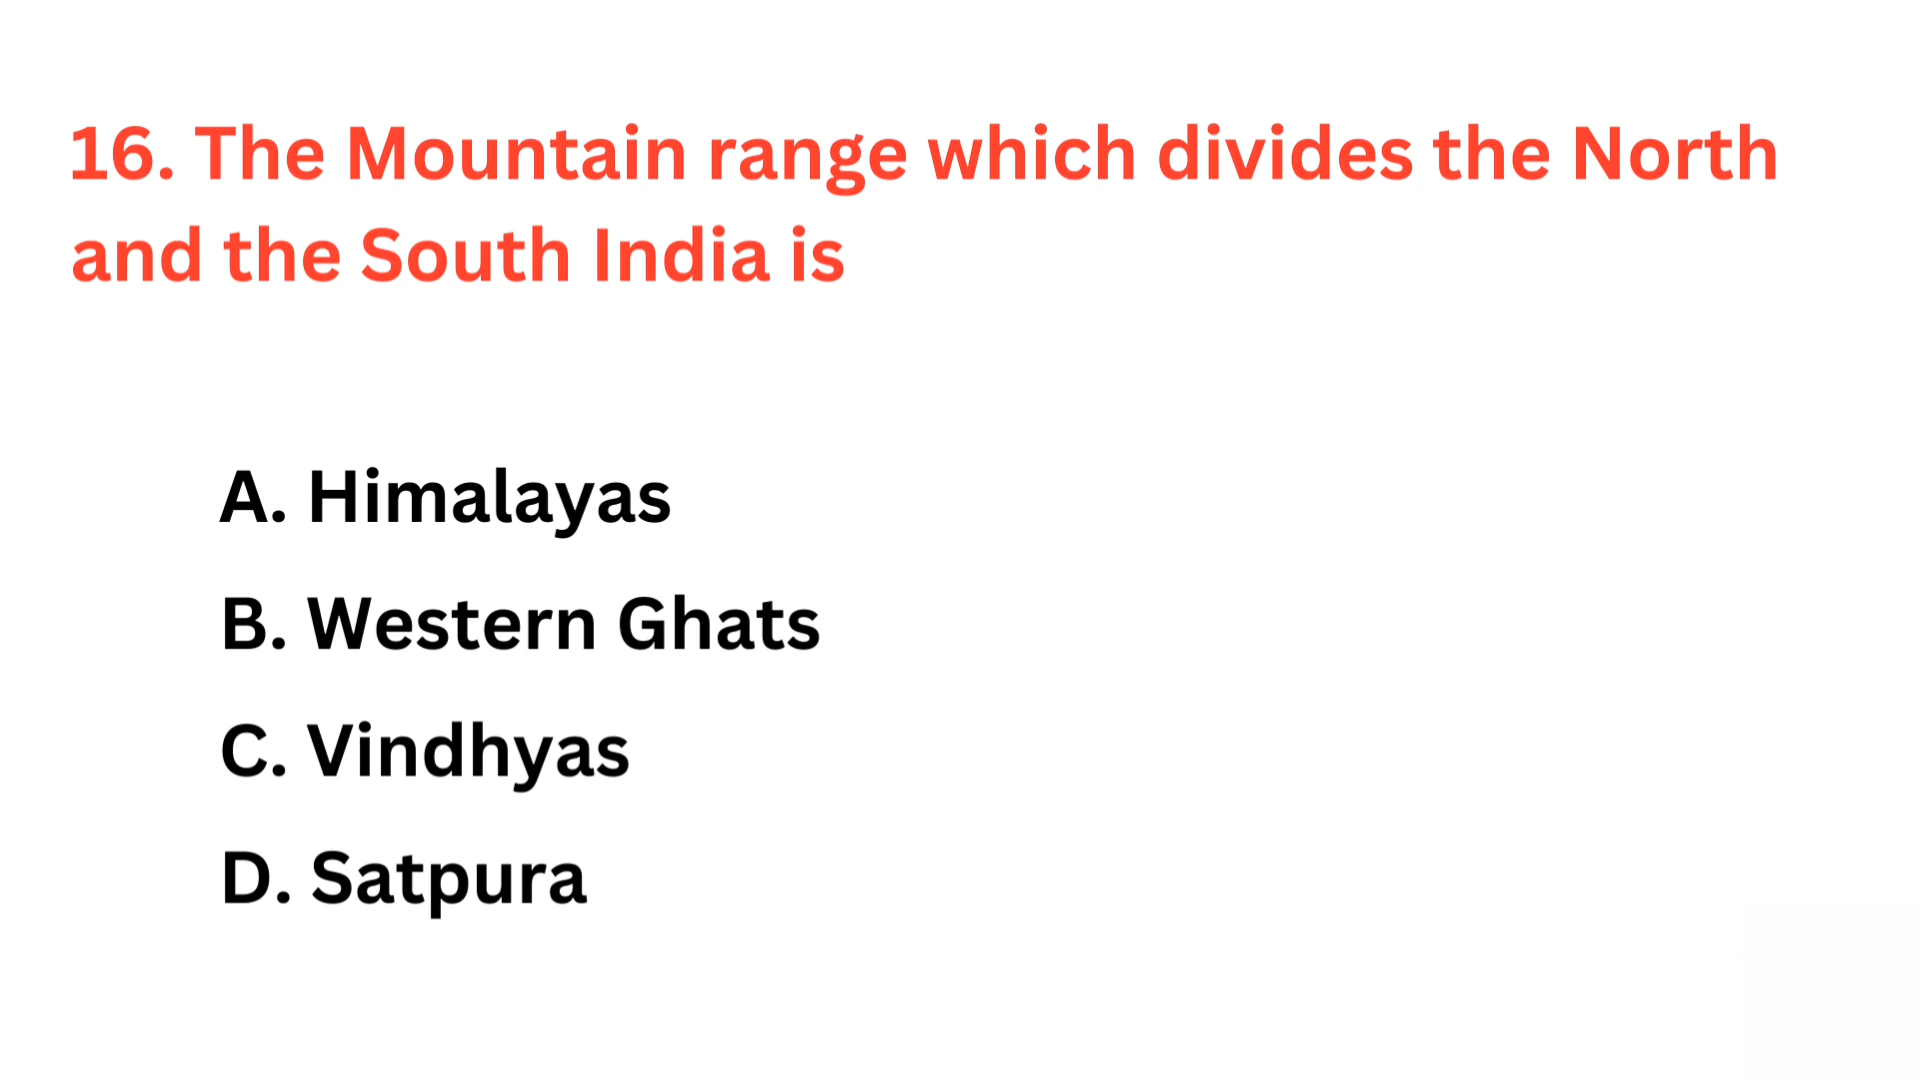 16. The Mountain range which divides the North
and the South India is
A. Himalayas
B. Western Ghats
C. Vindhyas
D. Satpura